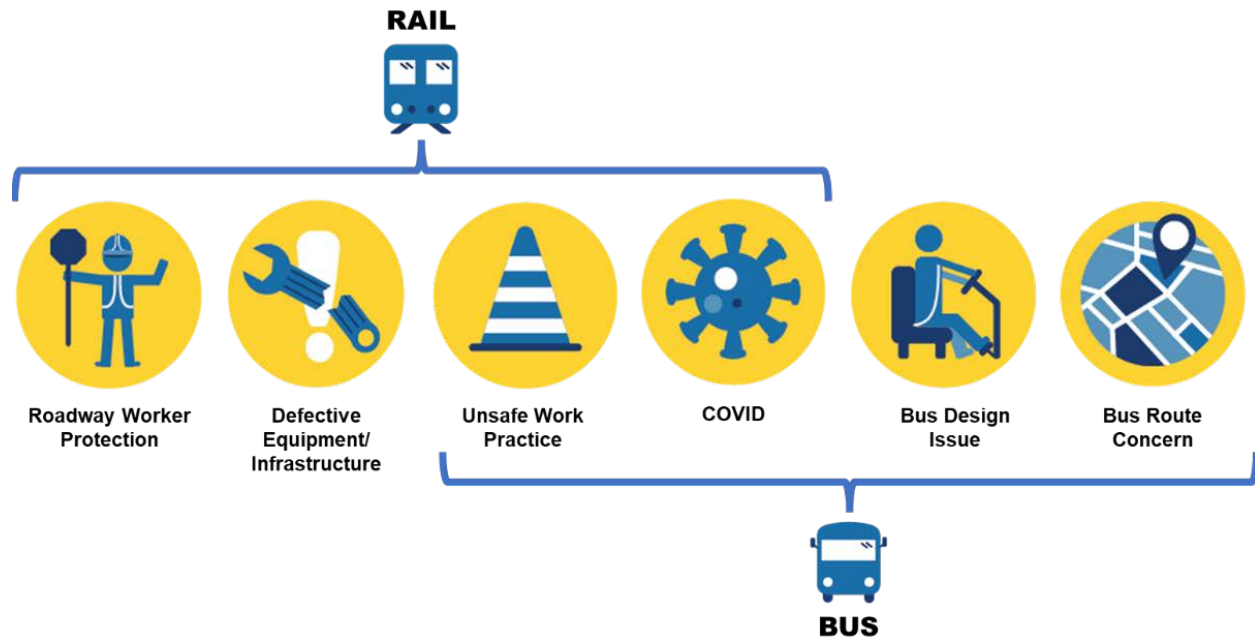 RAIL
Roadway Worker
Protection
Defective
Equipment/
Infrastructure
Unsafe Work
Practice
COVID
Bus Design
Issue
Bus Route
Concern
BUS